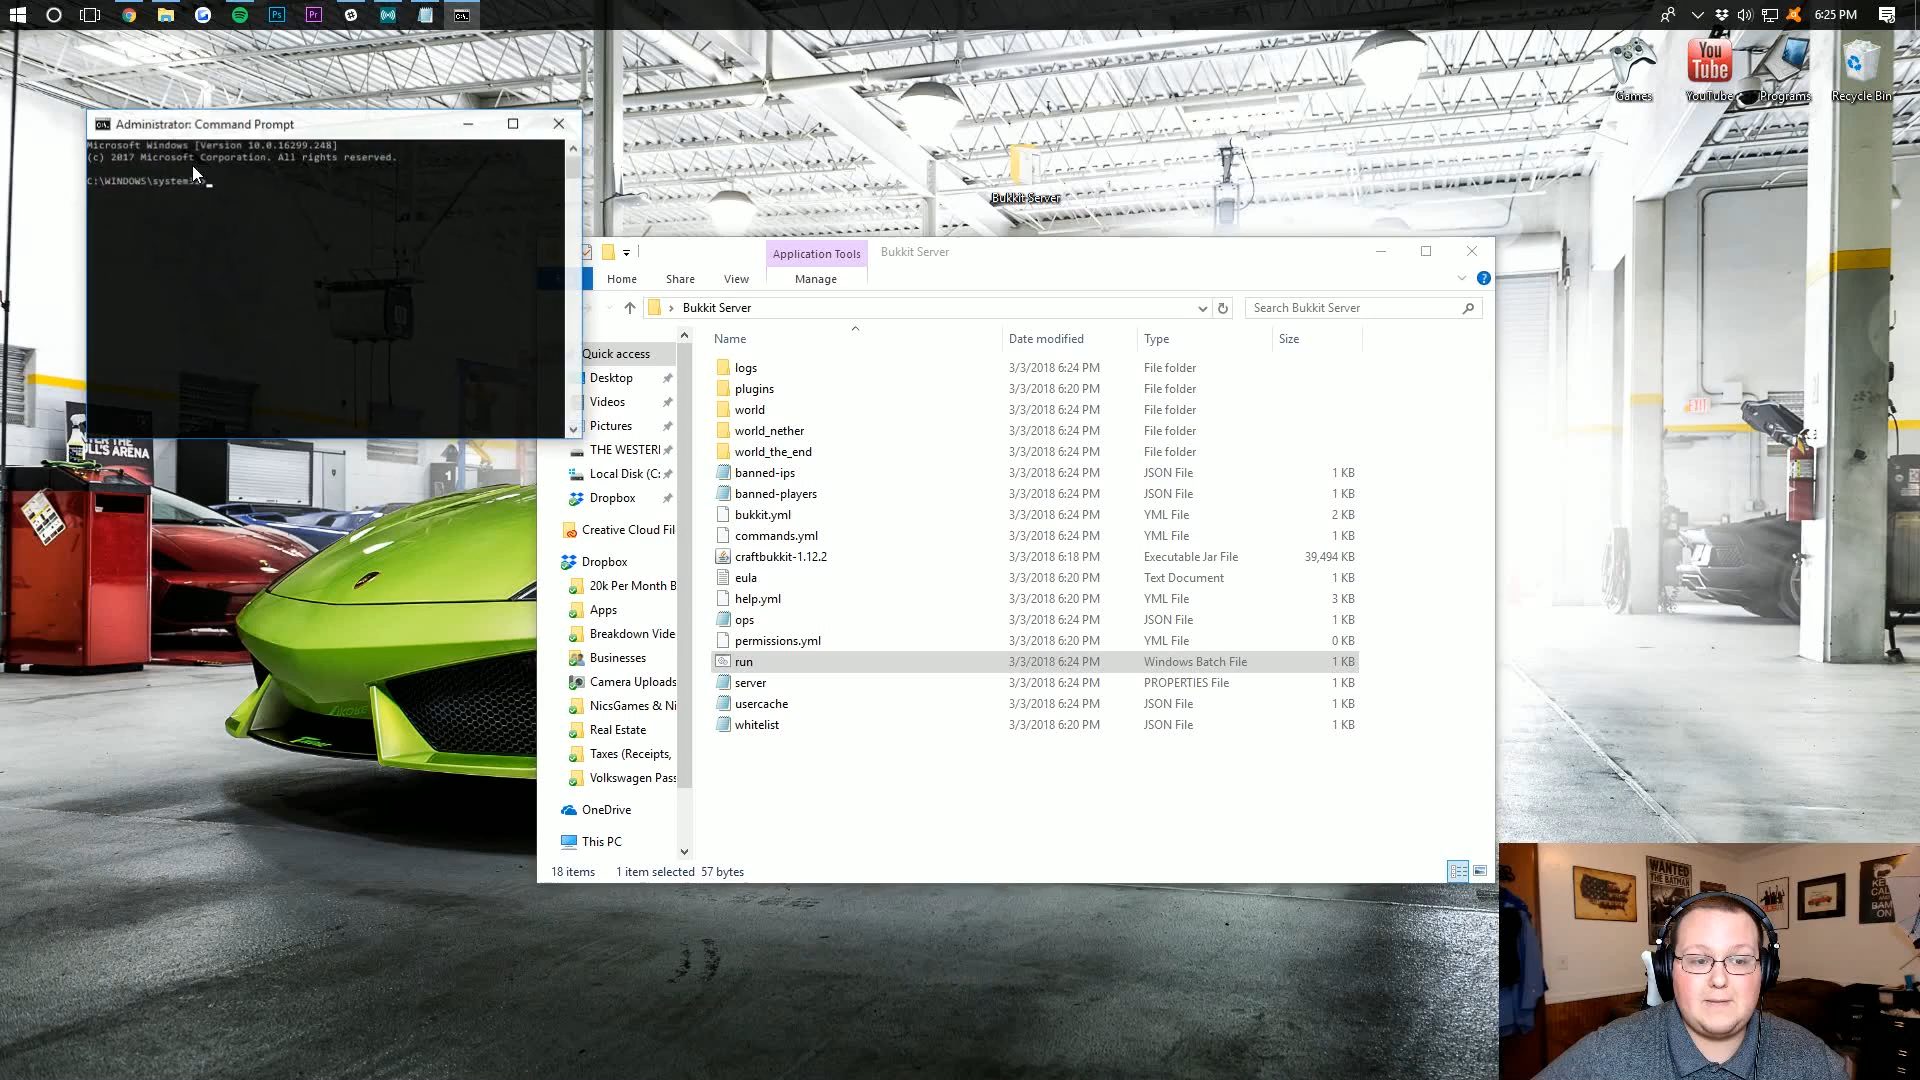 Ps
Pr
6:25 PM
Games
You
Tube
YouTube
Programs
Recycle Bin
Administrator: Command Prompt
Microsoft Windows [Version 10.0.16299.248]
(c) 2017 Microsoft Corporation. All rights reserved.
C:\WINDOWS\system
Bukkit Server
Application Tools
Bukkit Server
Home
Share
View
Manage
Bukkit Server
Search Bukkit Server
Name
Date modified
Type
Size
Quick access
Desktop
Videos
Pictures
THE WESTERI
Local Disk (C:
Dropbox
Creative Cloud Fil
Dropbox
20k Per Month B
Apps
Breakdown Vide
Businesses
Camera Uploads
NicsGames & Ni
Real Estate
Taxes (Receipts,
Volkswagen Pass
OneDrive
This PC
logs 3/3/2018 6:24 PM File folder
plugins 3/3/2018 6:20 PM File folder
world 3/3/2018 6:24 PM File folder
world_nether 3/3/2018 6:24 PM File folder
world_the_end 3/3/2018 6:24 PM File folder
banned-ips 3/3/2018 6:24 PM JSON File 1 KB
banned-players 3/3/2018 6:24 PM JSON File 1 KB
bukkit.yml 3/3/2018 6:24 PM YML File 2 KB
commands.yml 3/3/2018 6:24 PM YML File 1 KB
craftbukkit-1.12.2 3/3/2018 6:18 PM Executable Jar File 39,494 KB
eula 3/3/2018 6:20 PM Text Document 1 KB
help.yml 3/3/2018 6:20 PM YML File 3 KB
ops 3/3/2018 6:24 PM JSON File 1 KB
permissions.yml 3/3/2018 6:20 PM YML File 0 KB
run 3/3/2018 6:24 PM Windows Batch File 1 KB
server 3/3/2018 6:24 PM PROPERTIES File 1 KB
usercache 3/3/2018 6:24 PM JSON File 1 KB
whitelist 3/3/2018 6:20 PM JSON File 1 KB
18 items
1 item selected 57 bytes
EXIT
WANTED
THE BATMAN